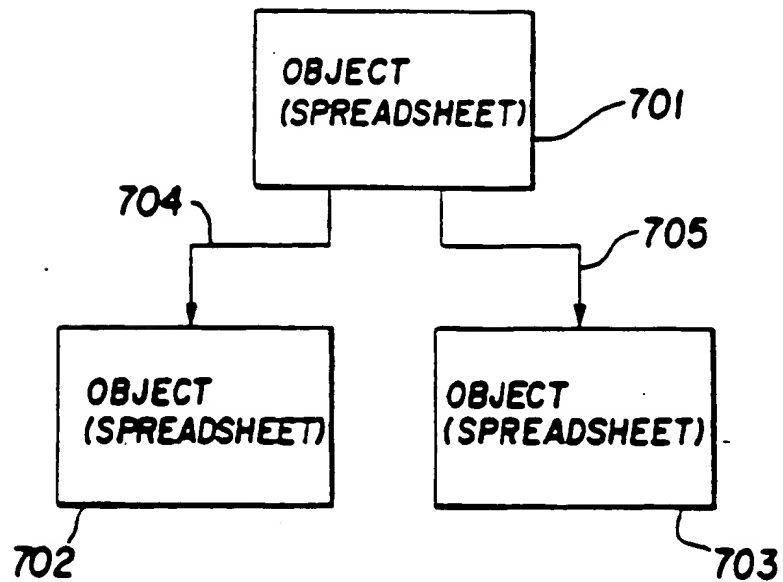 OBJECT
(SPREADSHEET)
701
704
705
OBJECT
(SPREADSHEET)
OBJECT
(SPREADSHEET)
702
703